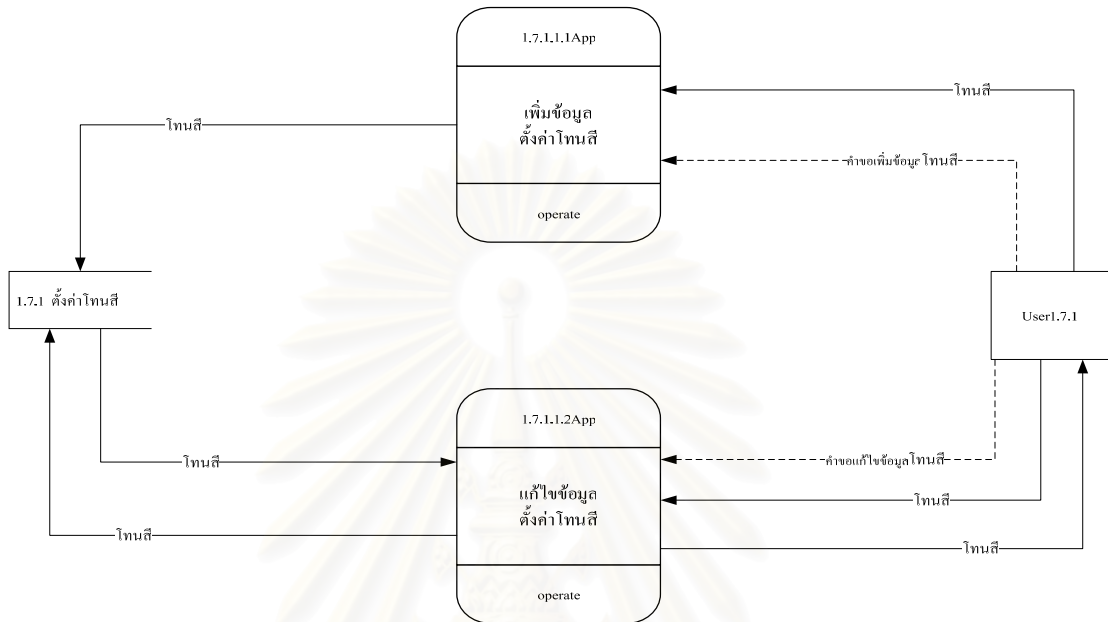 1.7.1.1.1App
เพิ่มข้อมูล
ตั้งค่าโทนสี
operate
โทนสี
โทนสี
คำขอเพิ่มข้อมูลโทนสี
1.7.1 ตั้งค่าโทนสี
User1.7.1
1.7.1.1.2App
แก้ไขข้อมูล
ตั้งค่าโทนสี
operate
โทนสี
โทนสี
คำขอแก้ไขข้อมูลโทนสี
โทนสี
โทนสี